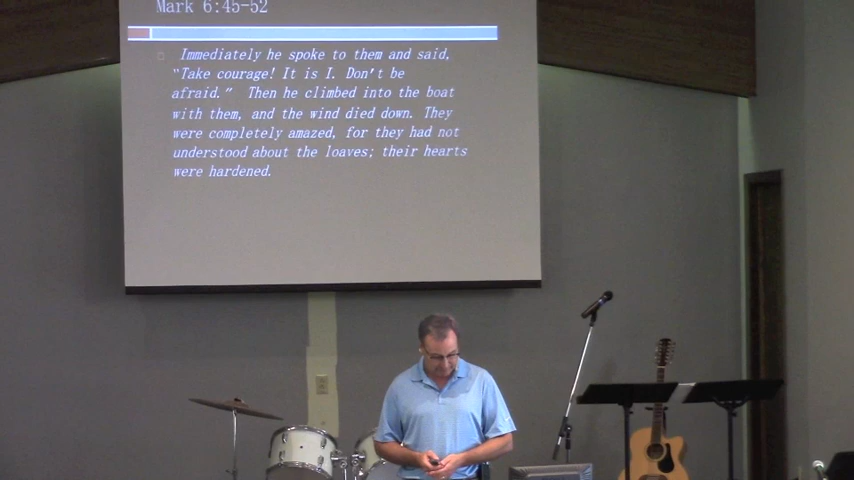 Mark 6:45-52
Immediately he spoke to them and said,
"Take courage! It is I. Don't be
afraid." Then he climbed into the boat
with them, and the wind died down. They
were completely amazed, for they had not
understood about the loaves; their hearts
were hardened.